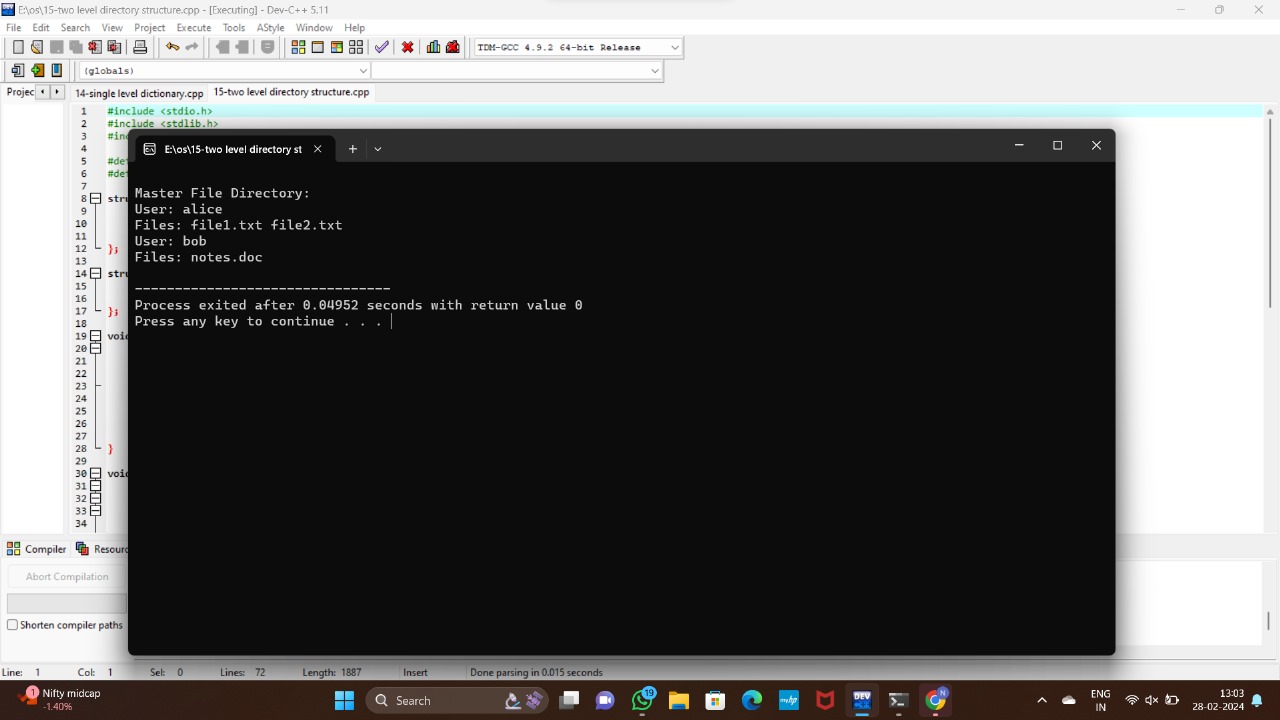 E:\os\15-two level directory structure.cpp - [Executing] - Dev-C++ 5.11
File Edit Search View Project Execute Tools AStyle Window Help
TDM-GCC 4.9.2 64-bit Release
(globals)
Projec 14-single level dictionary.cpp 15-two level directory structure.cpp
1 #include <stdio.h>
2 #include <stdlib.h>
3 #inc
4
5 #def
6 #def
7
8 stru
9
10
11
12 };
13
14 stru
15
16
17 };
18
19 void
20
21
22
23
24
25
26
27
28 }
29
30 void
31
32
33
34
E:\os\15-two level directory st
Master File Directory:
User: alice
Files: file1.txt file2.txt
User: bob
Files: notes.doc
--------------------------------
Process exited after 0.04952 seconds with return value 0
Press any key to continue . . .
Compiler Resourc
Abort Compilation
Shorten compiler paths
Line: 1 Col: 1 Sel: 0 Lines: 72 Length: 1887 Insert Done parsing in 0.015 seconds
1 Nifty midcap
-1.40%
Search
19
hp
DEV
N
ENG
IN
13:03
28-02-2024